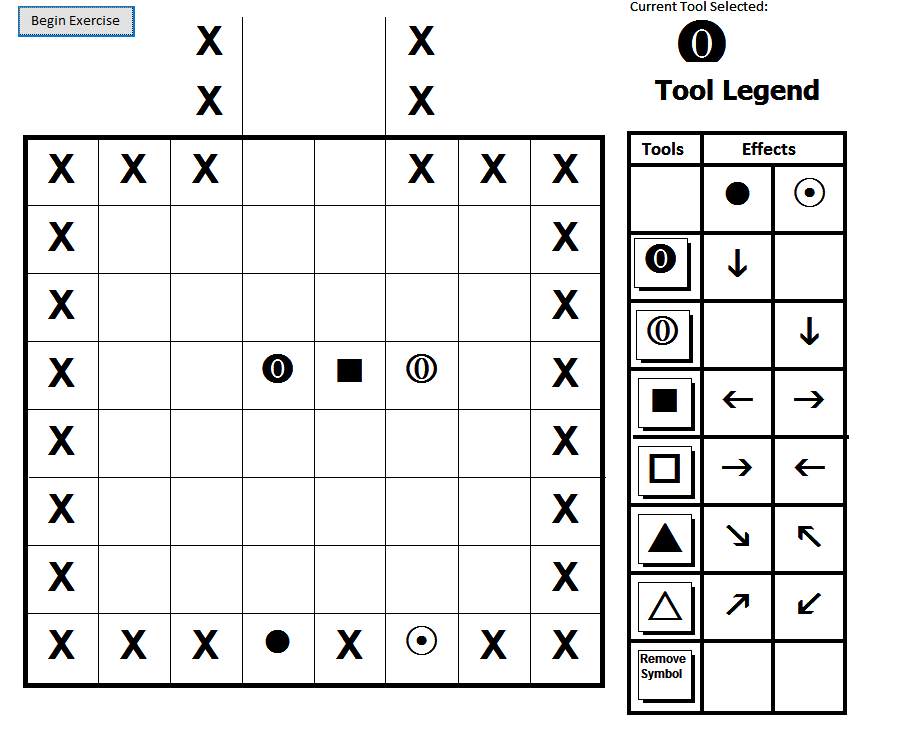 Begin Exercise
Current Tool Selected:
0
X X
X X
Tool Legend
Tools Effects
X X X X X X
X X
0
X X
0
X 0 0 X
X X
X X
X X
X X X X X X
Remove
Symbol